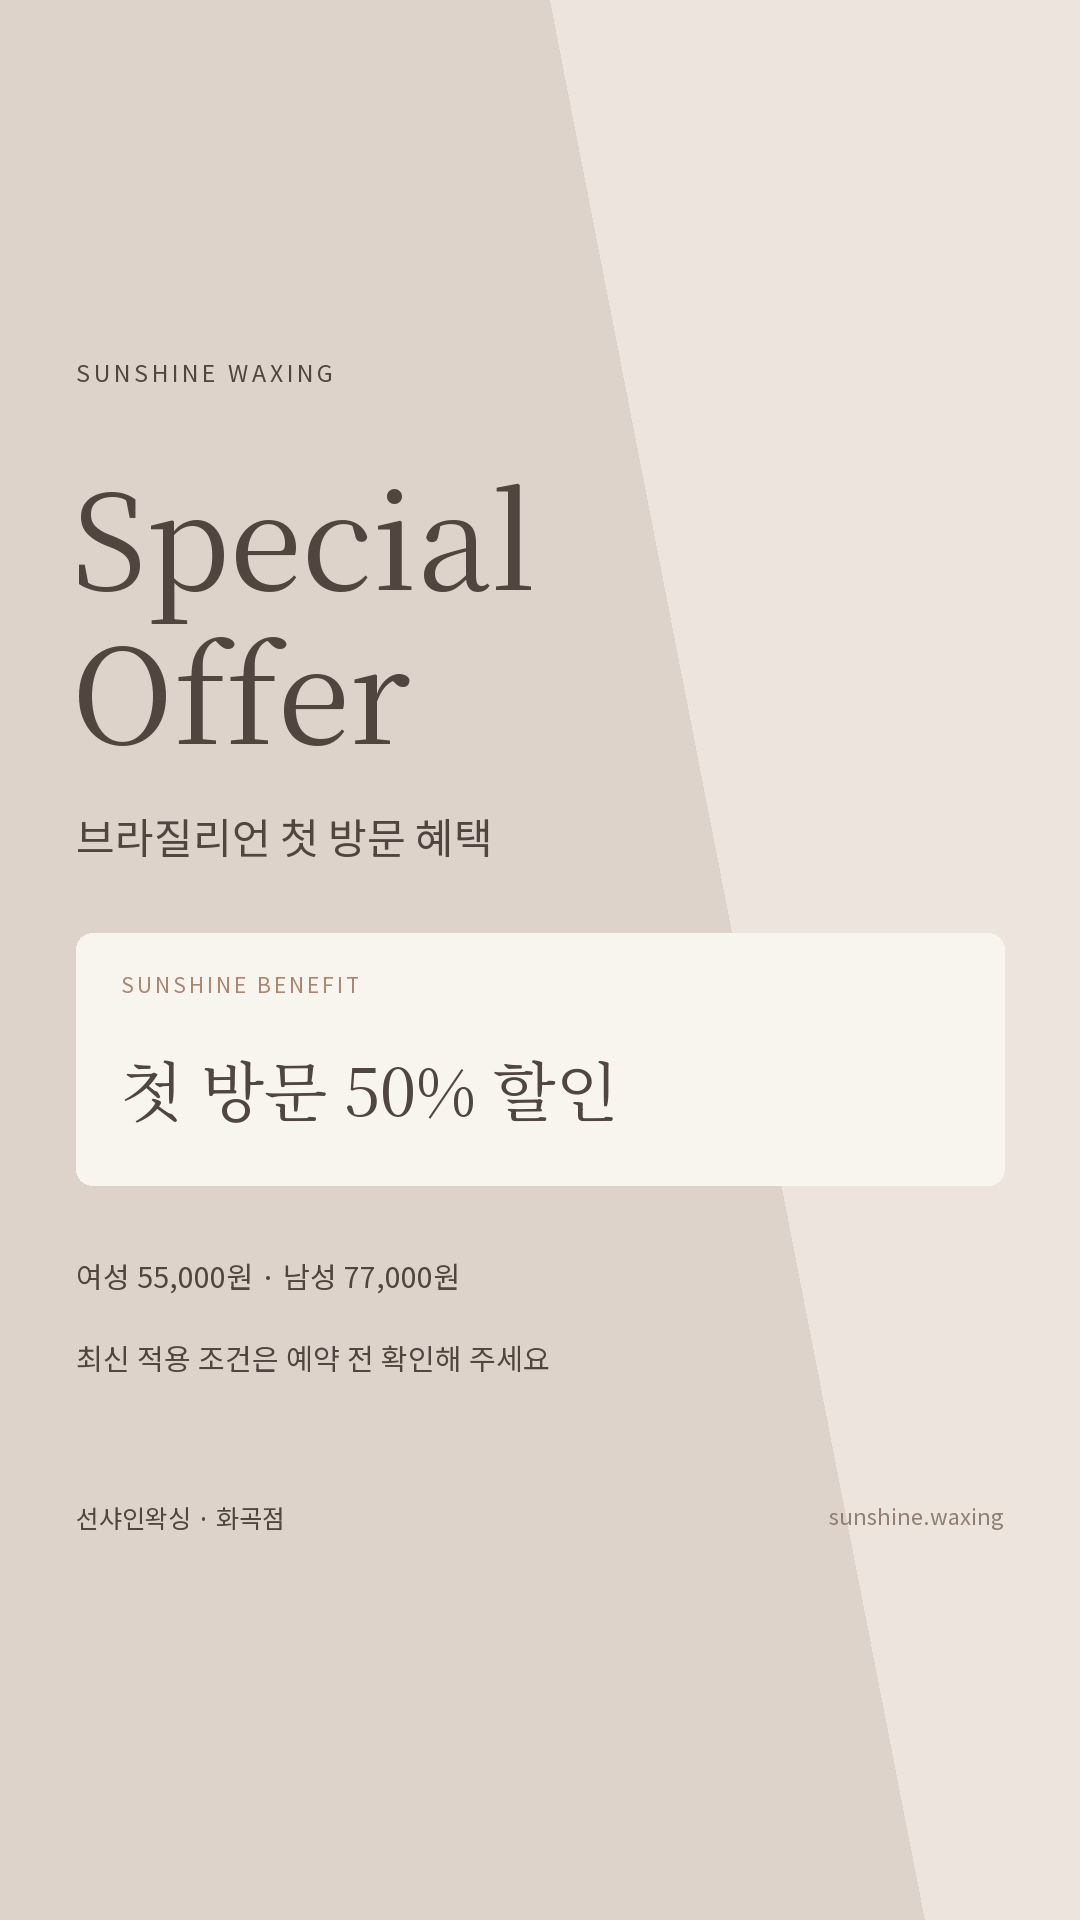 SUNSHINE WAXING
Special
Offer
브라질리언 첫 방문 혜택
SUNSHINE BENEFIT
첫 방문 50% 할인
여성 55,000원 · 남성 77,000원
최신 적용 조건은 예약 전 확인해 주세요
선샤인왁싱 · 화곡점
sunshine.waxing